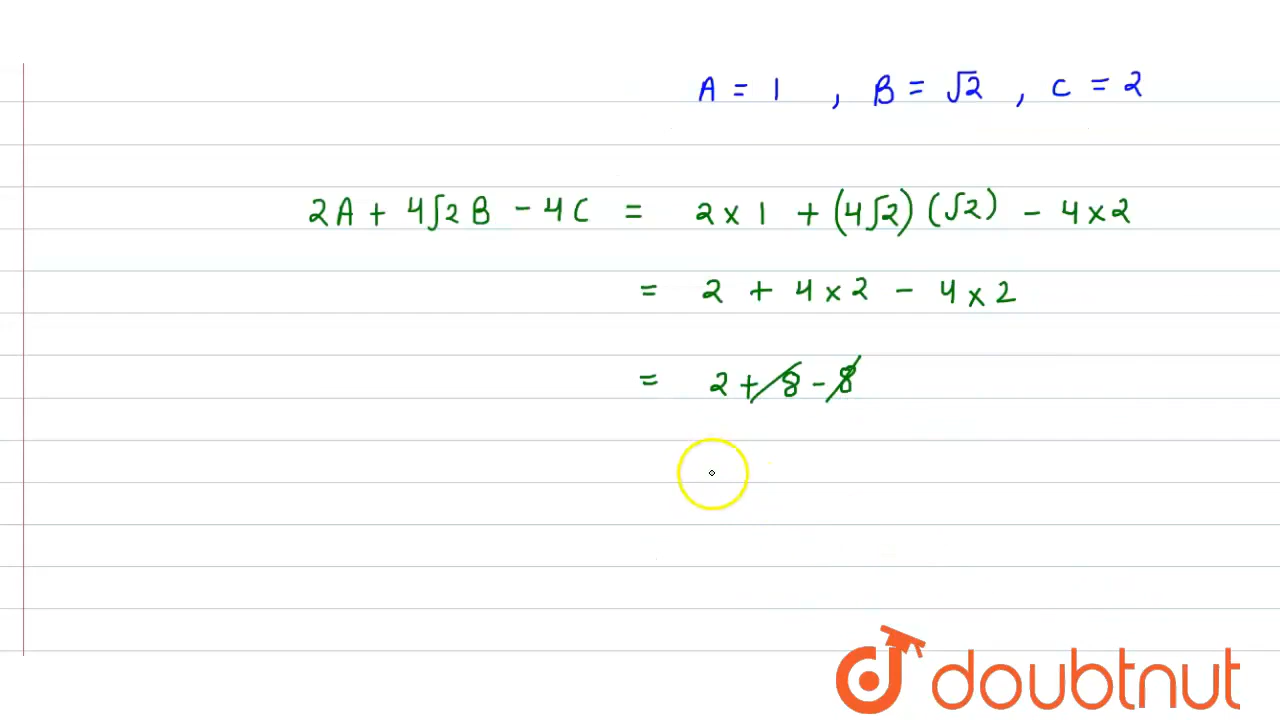 A = 1 , B = √2 , C = 2
2A + 4√2 B - 4C = 2 × 1 + (4√2) (√2) - 4 × 2
= 2 + 4 × 2 - 4 × 2
= 2 + 8 - 8
doubtnut